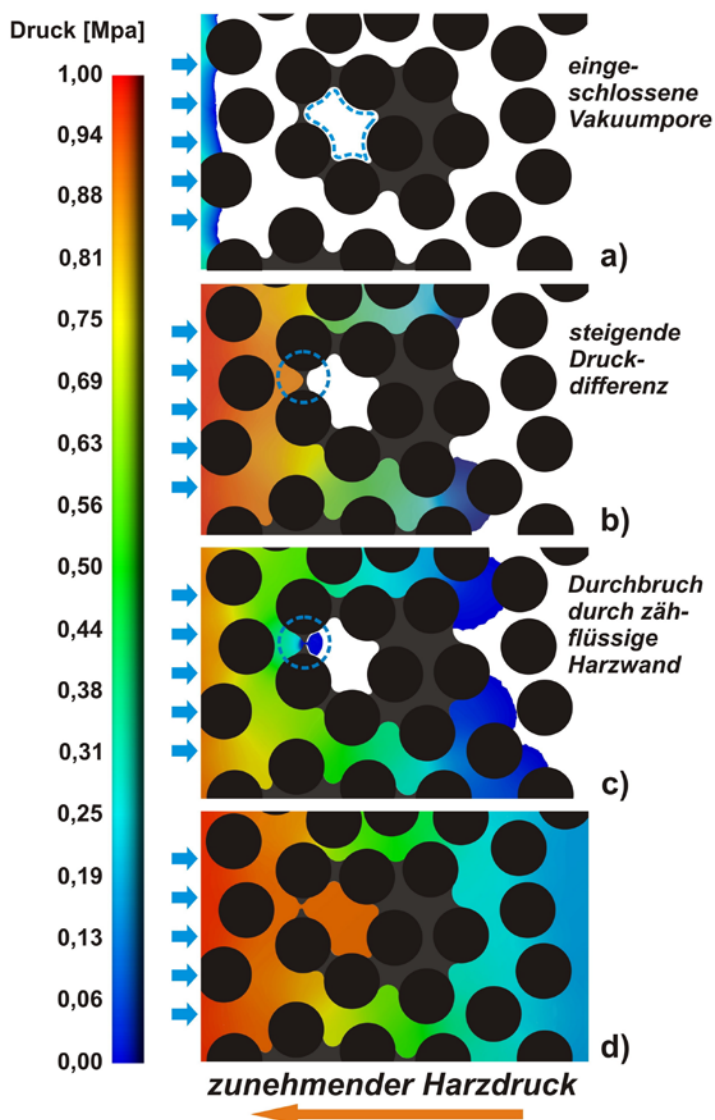 Druck [Mpa]
1,00
0,94
0,88
0,81
0,75
0,69
0,63
0,56
0,50
0,44
0,38
0,31
0,25
0,19
0,13
0,06
0,00
einge-
schlossene
Vakuumpore
a)
steigende
Druck-
differenz
b)
Durchbruch
durch zäh-
flüssige
Harzwand
c)
d)
zunehmender Harzdruck